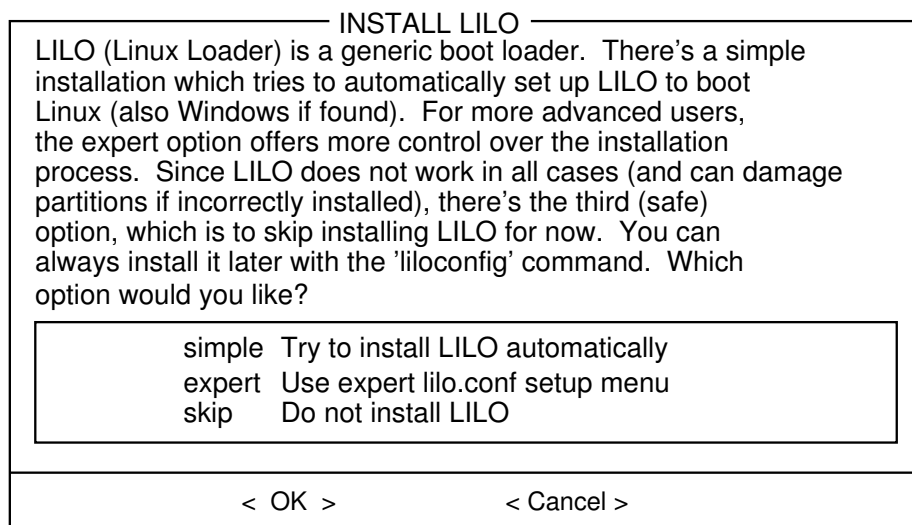 INSTALL LILO
LILO (Linux Loader) is a generic boot loader.  There's a simple
installation which tries to automatically set up LILO to boot
Linux (also Windows if found).  For more advanced users,
the expert option offers more control over the installation
process.  Since LILO does not work in all cases (and can damage
partitions if incorrectly installed), there's the third (safe)
option, which is to skip installing LILO for now.  You can
always install it later with the 'liloconfig' command.  Which
option would you like?
simple  Try to install LILO automatically
expert  Use expert lilo.conf setup menu
skip  Do not install LILO
<  OK  >  < Cancel >